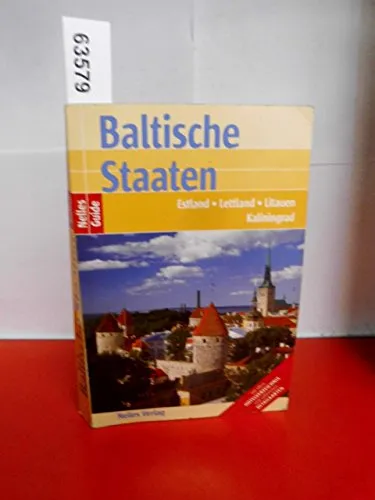 63579
Baltische
Staaten
Estland • Lettland • Litauen
Kaliningrad
Nelles
Guide
Nelles Verlag